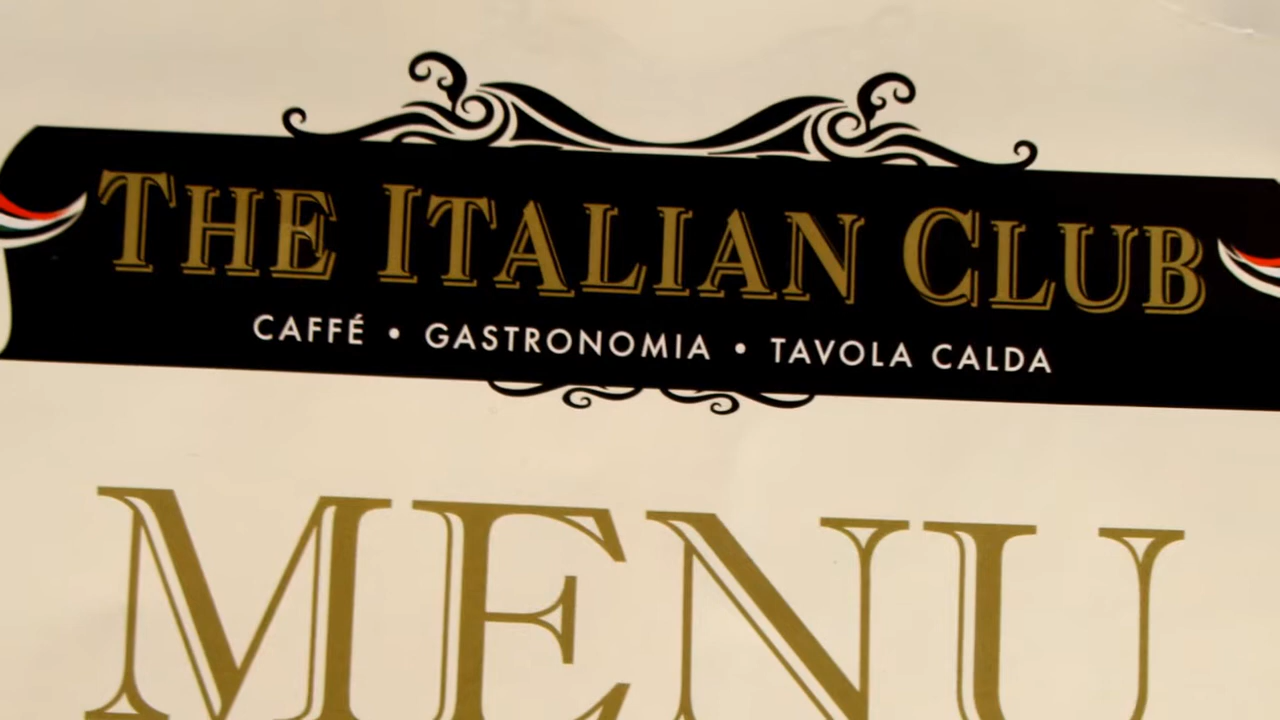 THE ITALIAN CLUB
CAFFÉ • GASTRONOMIA • TAVOLA CALDA
MENU